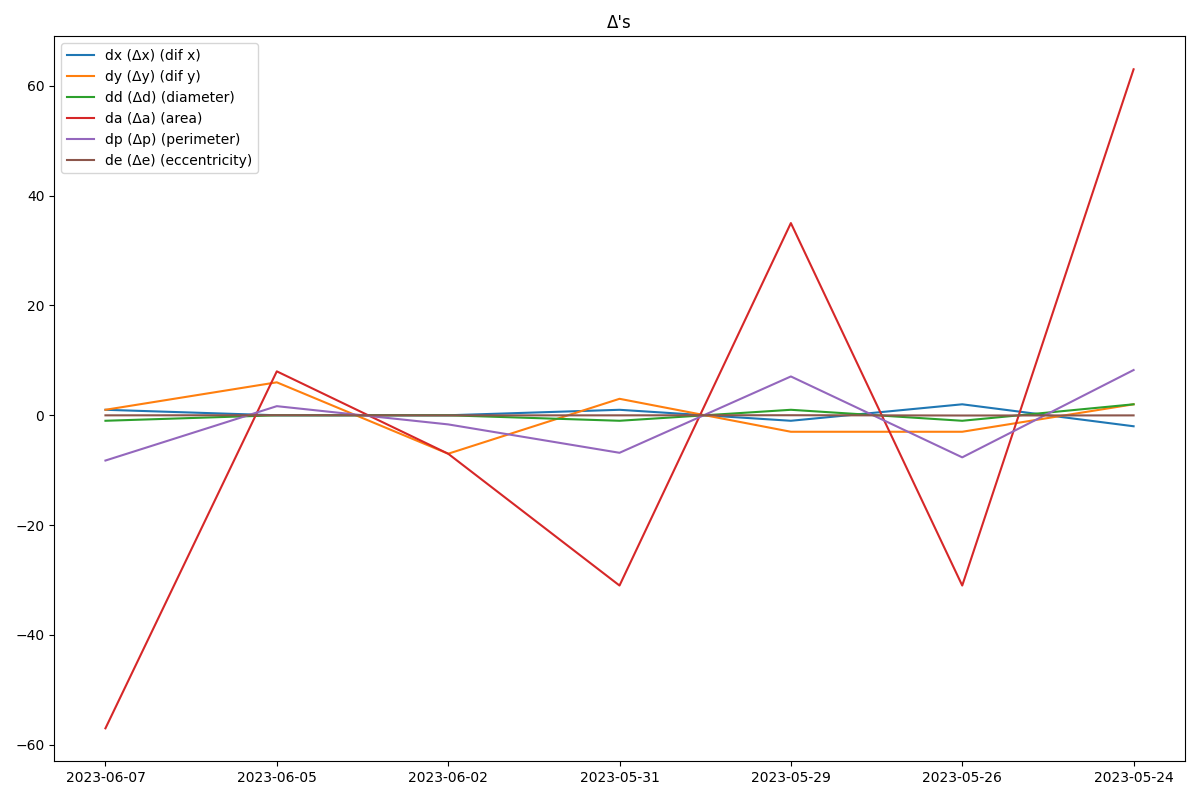 Δ's
dx (Δx) (dif x)
dy (Δy) (dif y)
dd (Δd) (diameter)
da (Δa) (area)
dp (Δp) (perimeter)
de (Δe) (eccentricity)
60
40
20
0
−20
−40
−60
2023-06-07 2023-06-05 2023-06-02 2023-05-31 2023-05-29 2023-05-26 2023-05-24